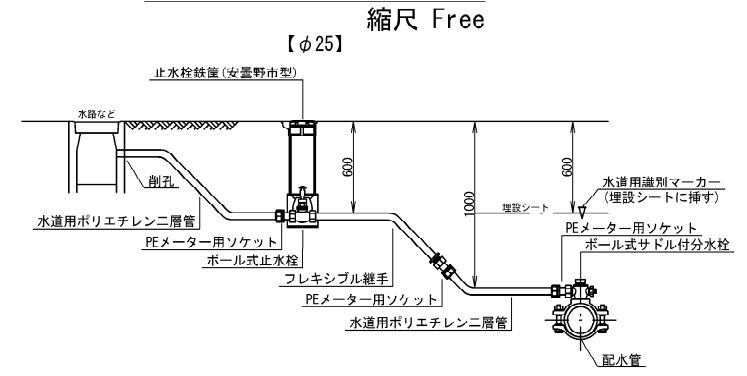 縮尺 Free
【φ25】
止水栓鉄筐(安曇野市型)
水路など
600
1000
600
水道用識別マーカー
(埋設シートに挿す)
削孔
埋設シート
水道用ポリエチレン二層管
PEメーター用ソケット
PEメーター用ソケット
ボール式サドル付分水栓
ボール式止水栓
フレキシブル継手
PEメーター用ソケット
水道用ポリエチレン二層管
配水管